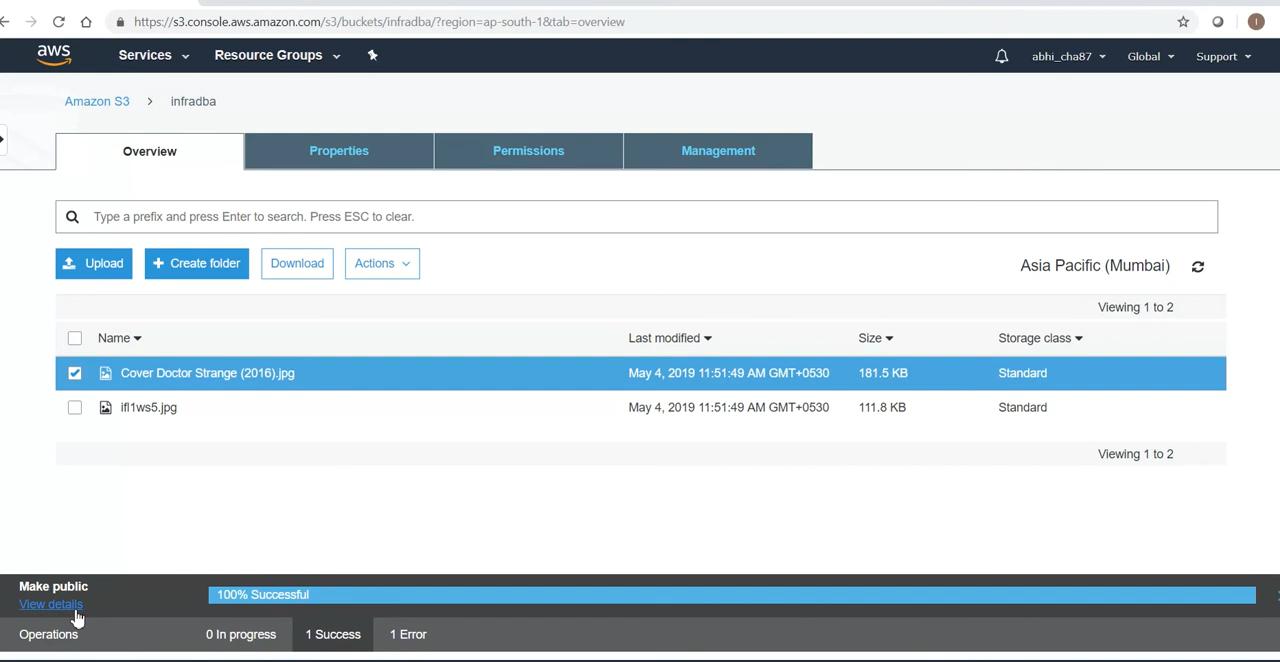 https://s3.console.aws.amazon.com/s3/buckets/infradba/?region=ap-south-1&tab=overview
I
aws Services Resource Groups abhi_cha87 Global Support
Amazon S3 > infradba
Overview Properties Permissions Management
Type a prefix and press Enter to search. Press ESC to clear.
Upload + Create folder Download Actions Asia Pacific (Mumbai)
Viewing 1 to 2
Name Last modified Size Storage class
Cover Doctor Strange (2016).jpg May 4, 2019 11:51:49 AM GMT+0530 181.5 KB Standard
ifl1ws5.jpg May 4, 2019 11:51:49 AM GMT+0530 111.8 KB Standard
Viewing 1 to 2
Make public
100% Successful
View details
Operations 0 In progress 1 Success 1 Error